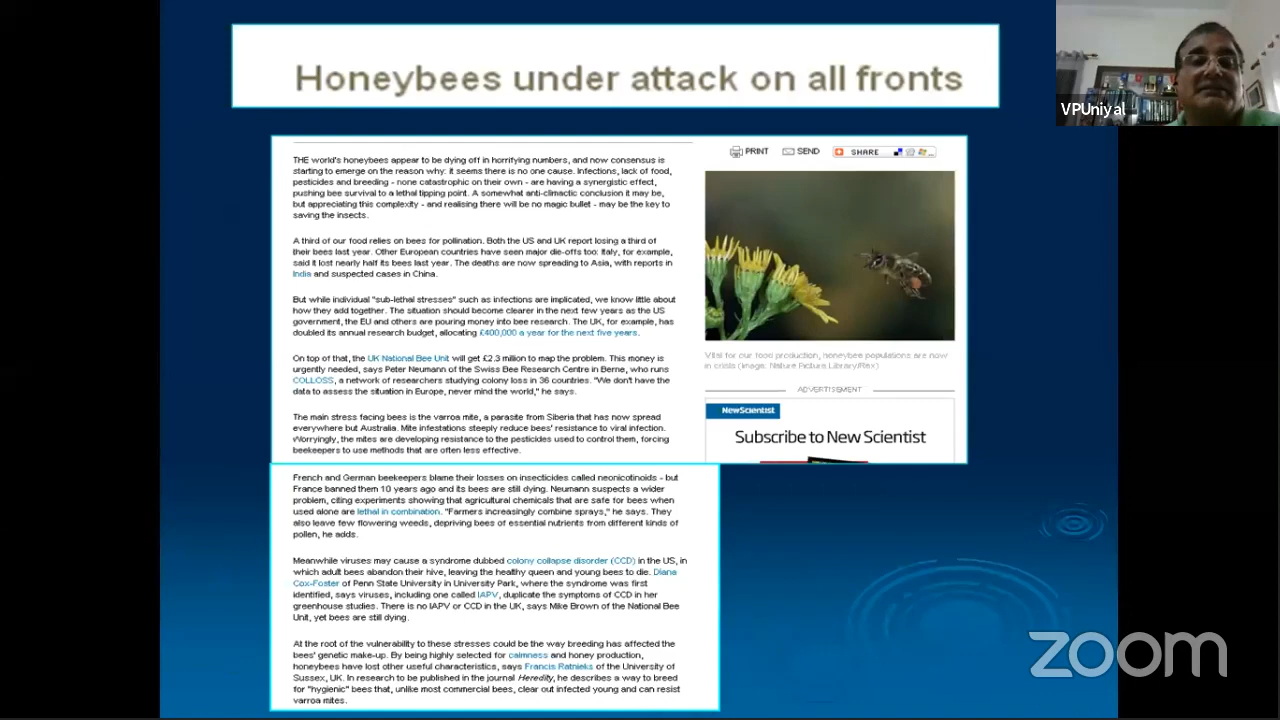 Honeybees under attack on all fronts
VPUniyal
THE world's honeybees appear to be dying off in horrifying numbers, and now consensus is
starting to emerge on the reason why: it seems there is no one cause. Infections, lack of food,
pesticides and breeding - none catastrophic on their own - are having a synergistic effect,
pushing bee survival to a lethal tipping point. A somewhat anti-climactic conclusion it may be,
but appreciating this complexity - and realising there will be no magic bullet - may be the key to
saving the insects.
A third of our food relies on bees for pollination. Both the US and UK report losing a third of
their bees last year. Other European countries have seen major die-offs too: Italy, for example,
said it lost nearly half its bees last year. The deaths are now spreading to Asia, with reports in
India and suspected cases in China.
But while individual "sub-lethal stresses" such as infections are implicated, we know little about
how they add together. The situation should become clearer in the next few years as the US
government, the EU and others are pouring money into bee research. The UK, for example, has
doubled its annual research budget, allocating £400,000 a year for the next five years.
On top of that, the UK National Bee Unit will get £2.3 million to map the problem. This money is
urgently needed, says Peter Neumann of the Swiss Bee Research Centre in Berne, who runs
COLLOSS, a network of researchers studying colony loss in 36 countries. "We don't have the
data to assess the situation in Europe, never mind the world," he says.
The main stress facing bees is the varroa mite, a parasite from Siberia that has now spread
everywhere but Australia. Mite infestations steeply reduce bees' resistance to viral infection.
Worryingly, the mites are developing resistance to the pesticides used to control them, forcing
beekeepers to use methods that are often less effective.
PRINT SEND SHARE
Vital for our food production, honeybee populations are now
in crisis (Image: Nature Picture Library/Rex)
ADVERTISEMENT
NewScientist
Subscribe to New Scientist
French and German beekeepers blame their losses on insecticides called neonicotinoids - but
France banned them 10 years ago and its bees are still dying. Neumann suspects a wider
problem, citing experiments showing that agricultural chemicals that are safe for bees when
used alone are lethal in combination. "Farmers increasingly combine sprays," he says. They
also leave few flowering weeds, depriving bees of essential nutrients from different kinds of
pollen, he adds.
Meanwhile viruses may cause a syndrome dubbed colony collapse disorder (CCD) in the US, in
which adult bees abandon their hive, leaving the healthy queen and young bees to die. Diana
Cox-Foster of Penn State University in University Park, where the syndrome was first
identified, says viruses, including one called IAPV, duplicate the symptoms of CCD in her
greenhouse studies. There is no IAPV or CCD in the UK, says Mike Brown of the National Bee
Unit, yet bees are still dying.
At the root of the vulnerability to these stresses could be the way breeding has affected the
bees' genetic make-up. By being highly selected for calmness and honey production,
honeybees have lost other useful characteristics, says Francis Ratnieks of the University of
Sussex, UK. In research to be published in the journal Heredity, he describes a way to breed
for "hygienic" bees that, unlike most commercial bees, clear out infected young and can resist
varroa mites.
zoom